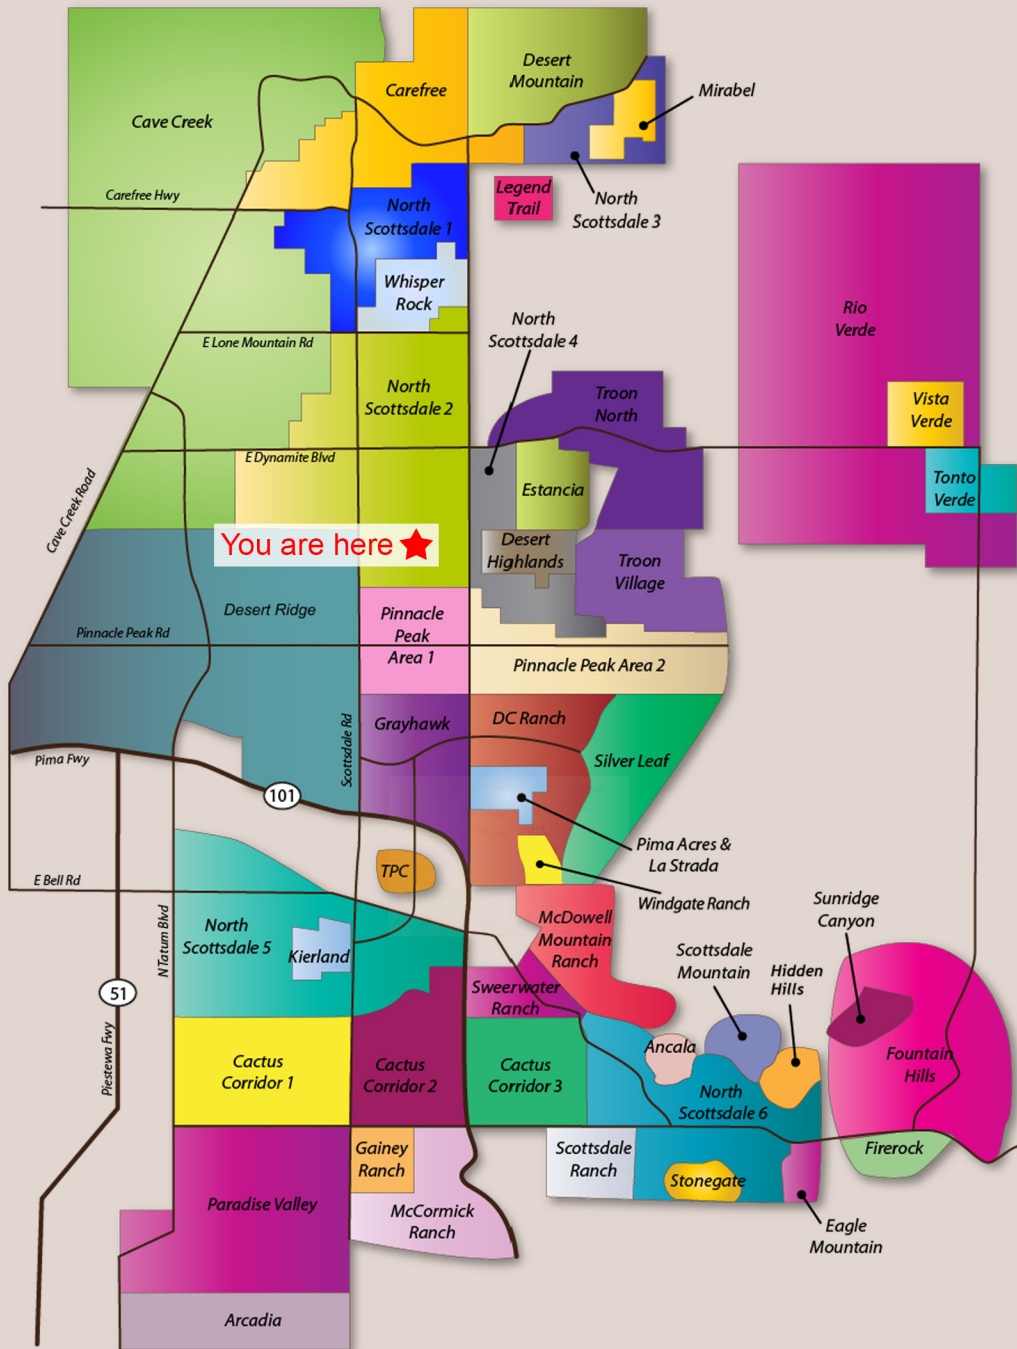 Cave Creek
Carefree
Desert
Mountain
Mirabel
Carefree Hwy
North
Scottsdale 1
Legend
Trail
North
Scottsdale 3
Whisper
Rock
Rio
Verde
E Lone Mountain Rd
North
Scottsdale 4
North
Scottsdale 2
Troon
North
Vista
Verde
E Dynamite Blvd
Tonto
Verde
Cave Creek Road
Estancia
You are here
Desert
Highlands
Troon
Village
Desert Ridge
Pinnacle
Peak
Area 1
Pinnacle Peak Rd
Pinnacle Peak Area 2
Grayhawk
DC Ranch
Scottsdale Rd
Silver Leaf
Pima Fwy
101
Pima Acres &
La Strada
TPC
E Bell Rd
Windgate Ranch
Sunridge
Canyon
McDowell
Mountain
Ranch
N Tatum Blvd
North
Scottsdale 5
Kierland
Scottsdale
Mountain
Hidden
Hills
51
Sweerwater
Ranch
Piestewa Fwy
Ancala
Fountain
Hills
Cactus
Corridor 1
Cactus
Corridor 2
Cactus
Corridor 3
North
Scottsdale 6
Gainey
Ranch
Scottsdale
Ranch
Firerock
Stonegate
Paradise Valley
McCormick
Ranch
Eagle
Mountain
Arcadia